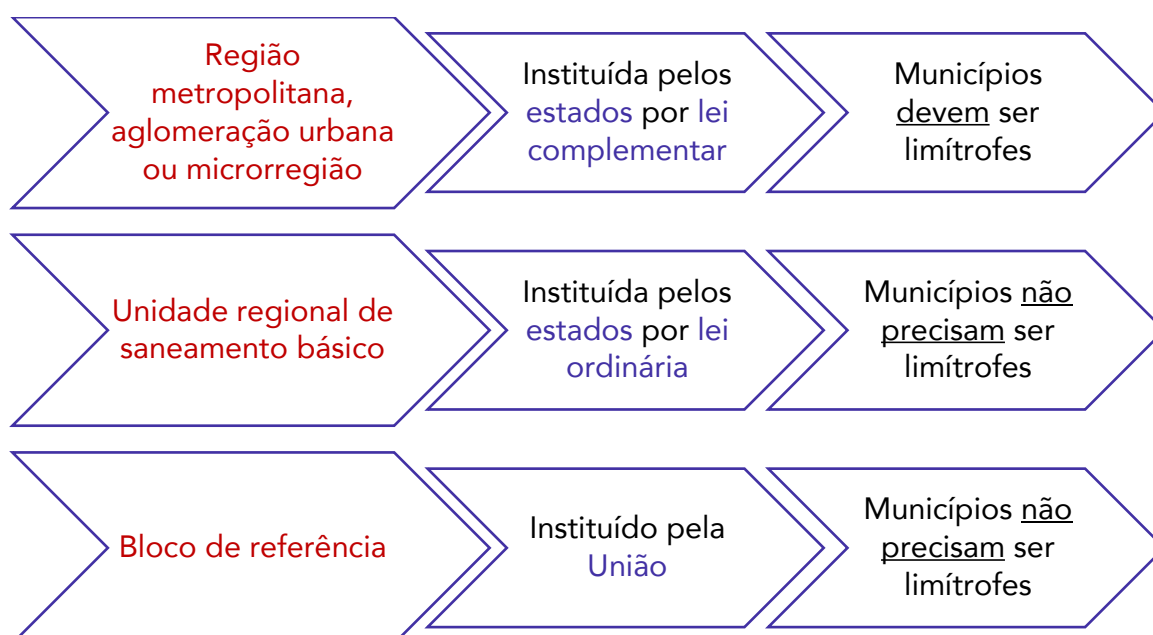 Região
metropolitana,
aglomeração urbana
ou microrregião
Instituída pelos
estados por lei
complementar
Municípios
devem ser
limítrofes
Unidade regional de
saneamento básico
Instituída pelos
estados por lei
ordinária
Municípios não
precisam ser
limítrofes
Bloco de referência
Instituído pela
União
Municípios não
precisam ser
limítrofes